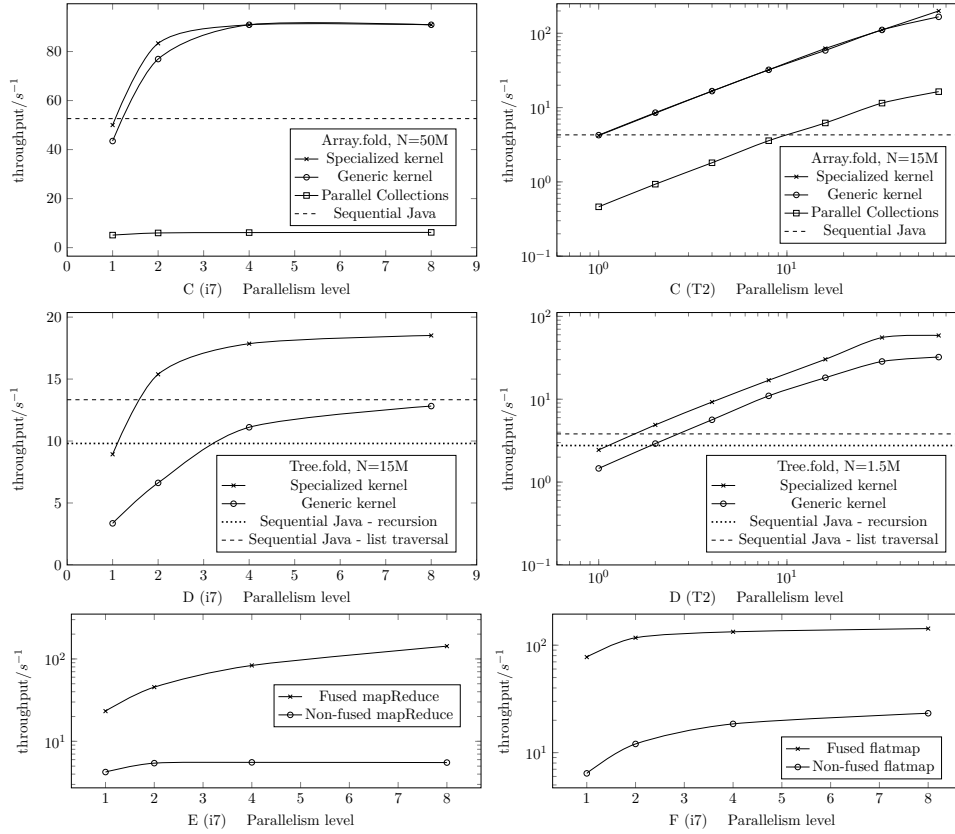 throughput/s⁻¹
80
60
40
20
0
Array.fold, N=50M
Specialized kernel
Generic kernel
Parallel Collections
Sequential Java
0 1 2 3 4 5 6 7 8 9
C (i7) Parallelism level
throughput/s⁻¹
10²
10¹
10⁰
10⁻¹
Array.fold, N=15M
Specialized kernel
Generic kernel
Parallel Collections
Sequential Java
10⁰ 10¹
C (T2) Parallelism level
throughput/s⁻¹
20
15
10
5
0
Tree.fold, N=15M
Specialized kernel
Generic kernel
Sequential Java - recursion
Sequential Java - list traversal
0 1 2 3 4 5 6 7 8 9
D (i7) Parallelism level
throughput/s⁻¹
10²
10¹
10⁰
10⁻¹
Tree.fold, N=1.5M
Specialized kernel
Generic kernel
Sequential Java - recursion
Sequential Java - list traversal
10⁰ 10¹
D (T2) Parallelism level
throughput/s⁻¹
10²
10¹
Fused mapReduce
Non-fused mapReduce
1 2 3 4 5 6 7 8
E (i7) Parallelism level
throughput/s⁻¹
10²
10¹
Fused flatmap
Non-fused flatmap
1 2 3 4 5 6 7 8
F (i7) Parallelism level